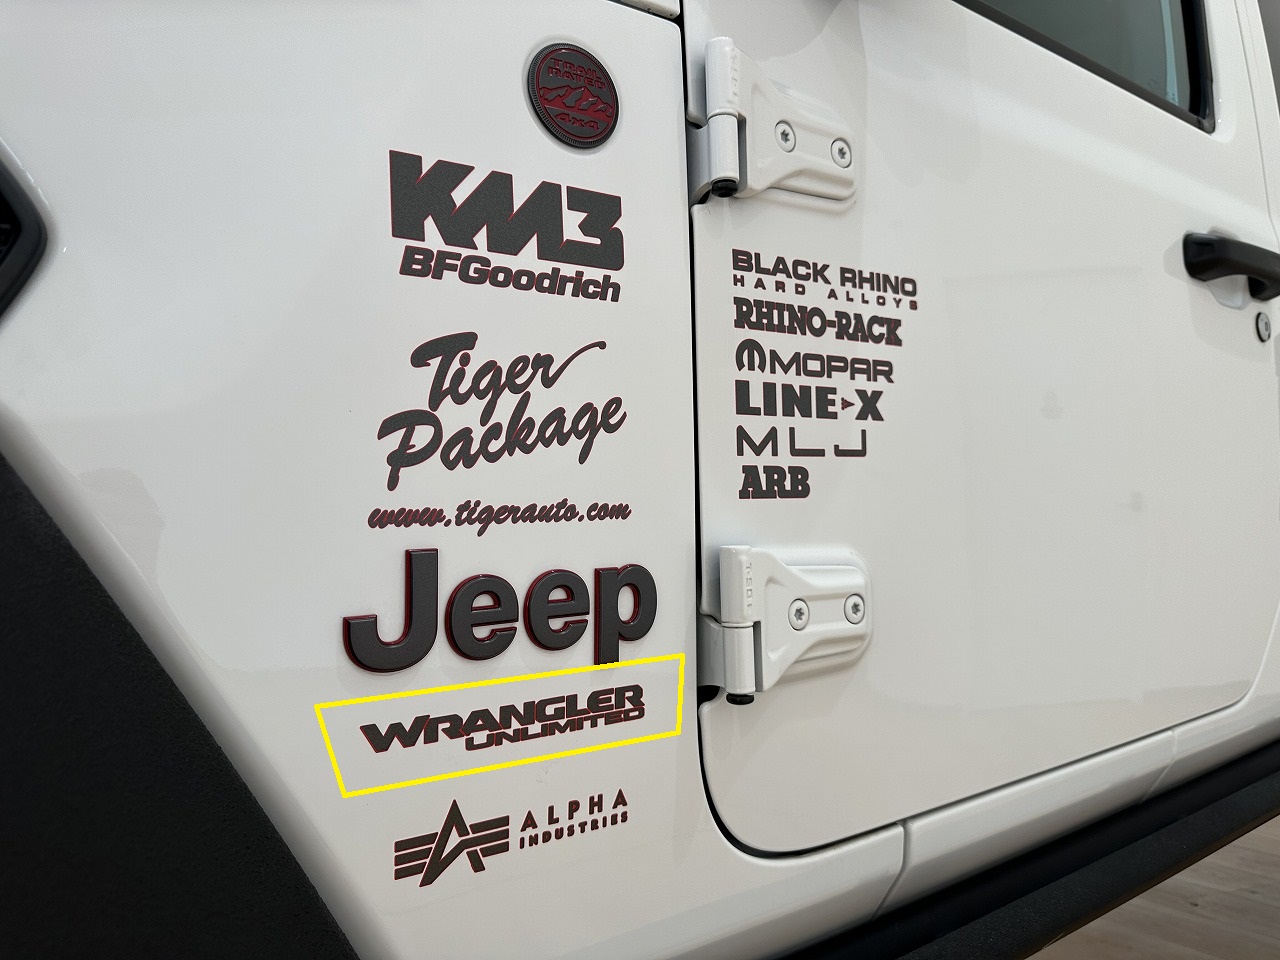 TRAIL
RATED
4x4
KM3
BFGoodrich
Tiger
Package
www.tigerauto.com
Jeep
WRANGLER
UNLIMITED
ALPHA
INDUSTRIES
BLACK RHINO
HARD ALLOYS
RHINO-RACK
MOPAR
LINE-X
MLJ
ARB